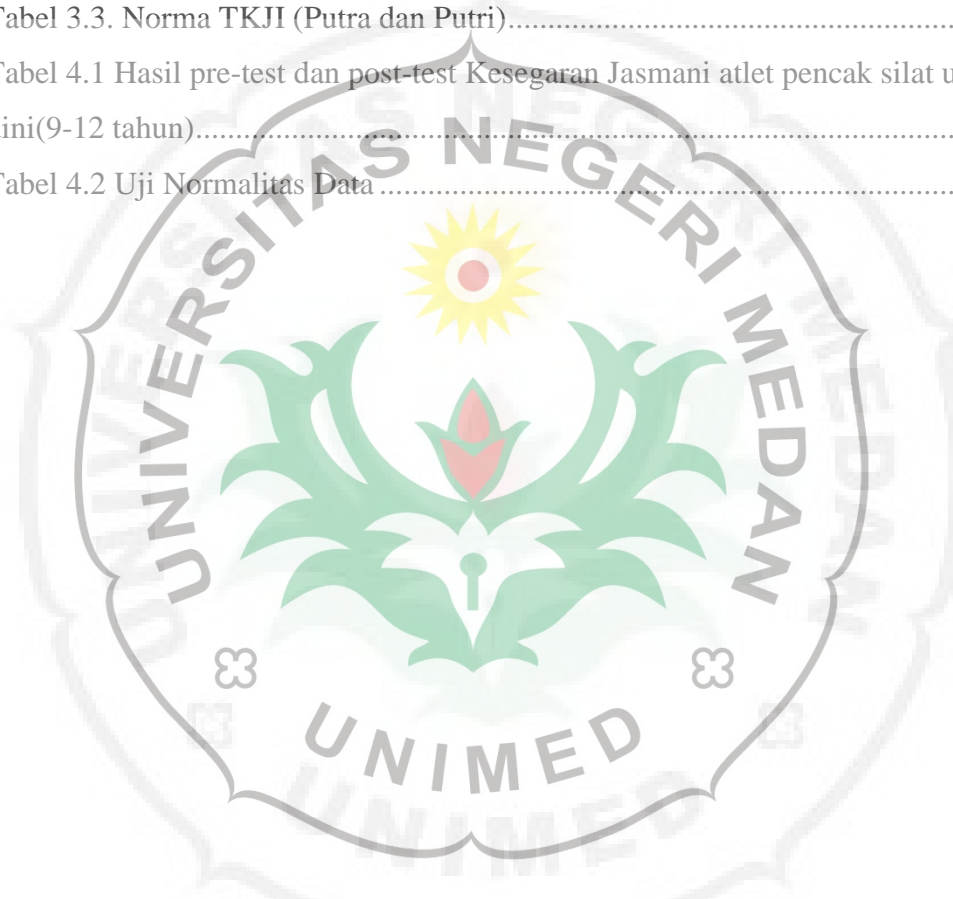 Tabel 3.3. Norma TKJI (Putra dan Putri)
Tabel 4.1 Hasil pre-test dan post-test Kesegaran Jasmani atlet pencak silat u
dini(9-12 tahun)
Tabel 4.2 Uji Normalitas Data
UNIVERSITAS NEGERI MEDAN
UNIMED